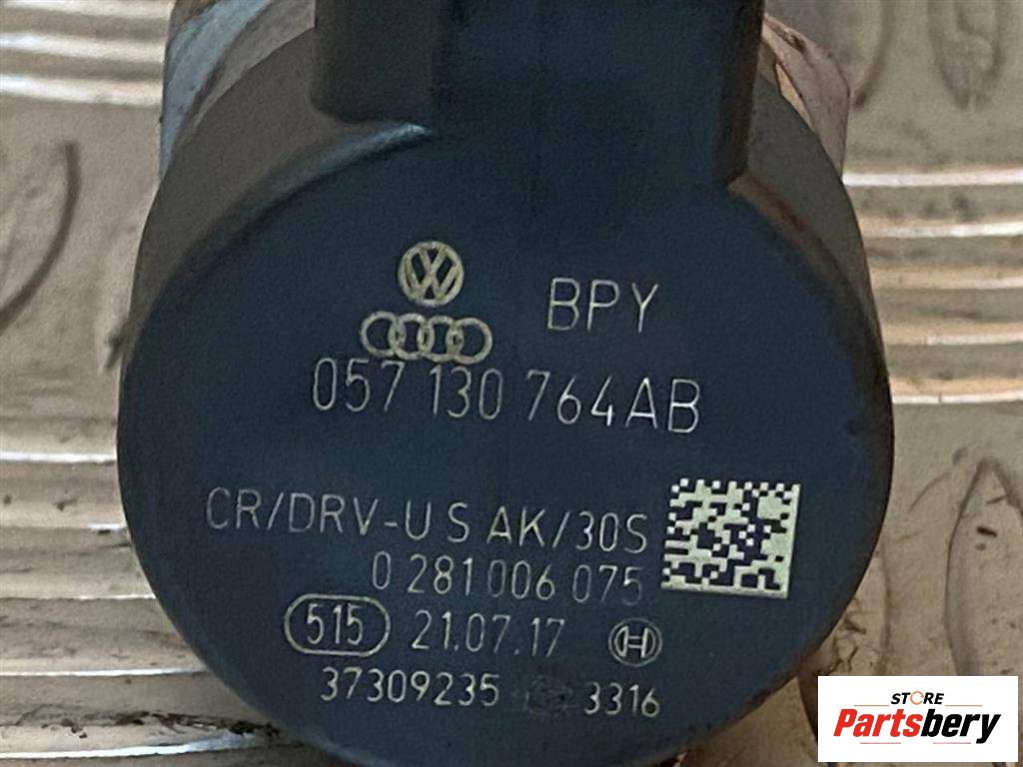 BPY
057 130 764AB
CR/DRV-U S AK/30S
0 281 006 075
515 21.07.17
37309235 3316
STORE
Partsbery